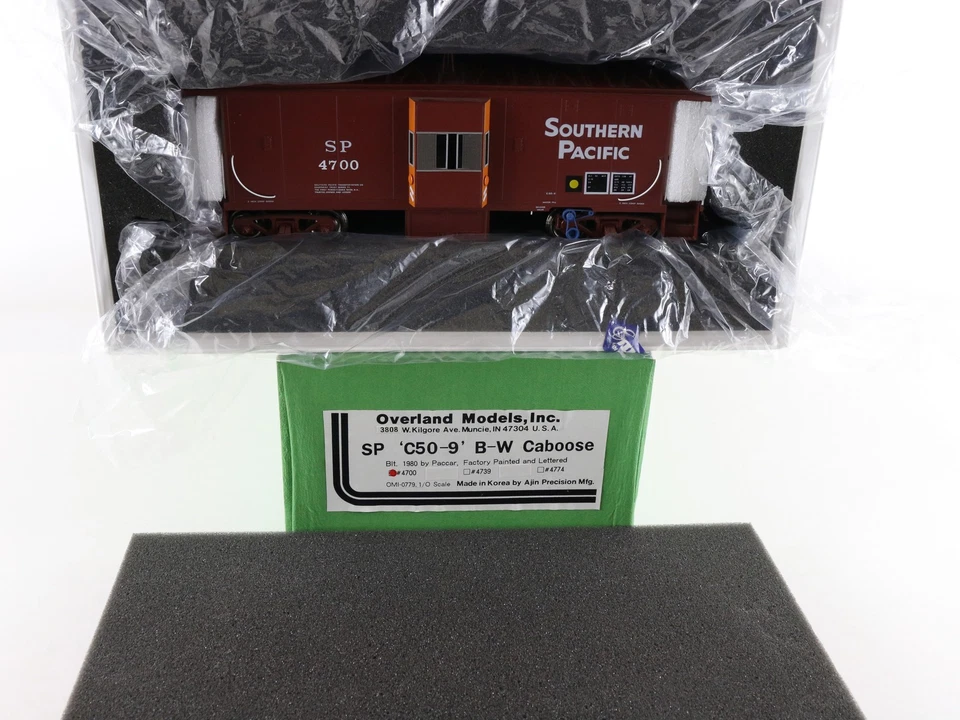 SP
4700
SOUTHERN
PACIFIC
Overland Models, Inc.
3808 W. Kilgore Ave. Muncie, IN 47304 U.S.A.
SP 'C50-9' B-W Caboose
Blt. 1980 by Paccar, Factory Painted and Lettered
#4700 #4739 #4774
OMI-0779, 1/O Scale Made in Korea by Ajin Precision Mfg.